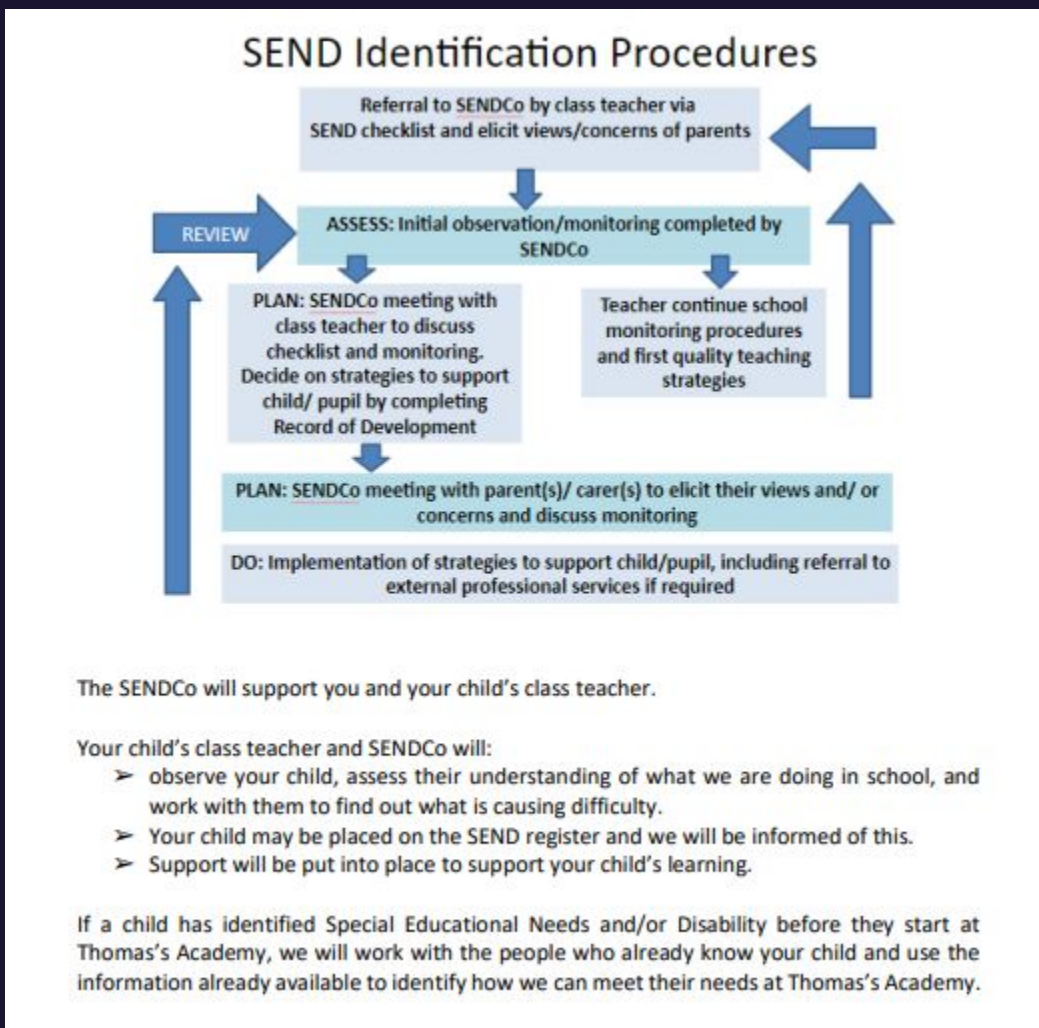 SEND Identification Procedures
Referral to SENDCo by class teacher via
SEND checklist and elicit views/concerns of parents
REVIEW
ASSESS: Initial observation/monitoring completed by
SENDCo
PLAN: SENDCo meeting with
class teacher to discuss
checklist and monitoring.
Decide on strategies to support
child/ pupil by completing
Record of Development
Teacher continue school
monitoring procedures
and first quality teaching
strategies
PLAN: SENDCo meeting with parent(s)/ carer(s) to elicit their views and/ or
concerns and discuss monitoring
DO: Implementation of strategies to support child/pupil, including referral to
external professional services if required
The SENDCo will support you and your child's class teacher.
Your child's class teacher and SENDCo will:
➢ observe your child, assess their understanding of what we are doing in school, and
work with them to find out what is causing difficulty.
➢ Your child may be placed on the SEND register and we will be informed of this.
➢ Support will be put into place to support your child's learning.
If a child has identified Special Educational Needs and/or Disability before they start at
Thomas's Academy, we will work with the people who already know your child and use the
information already available to identify how we can meet their needs at Thomas's Academy.